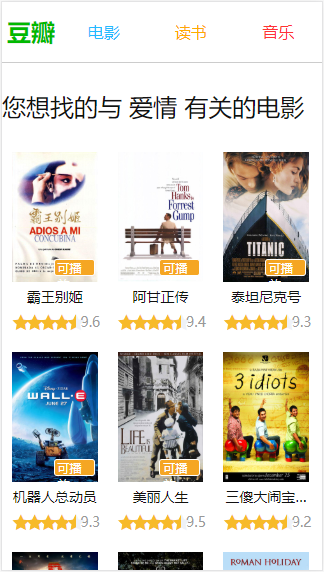 豆瓣 电影 读书 音乐
您想找的与 爱情 有关的电影
霸王别姬
ADIOS A MI
CONCUBINA
可播
Tom
Hanks is
Forrest
Gump
可播
TITANIC
可播
霸王别姬 阿甘正传 泰坦尼克号
9.6 9.4 9.3
WALL·E
可播
LIFE
IS
BEAUTIFUL
可播
3 idiots
机器人总动员 美丽人生 三傻大闹宝...
9.3 9.5 9.2
ROMAN HOLIDAY